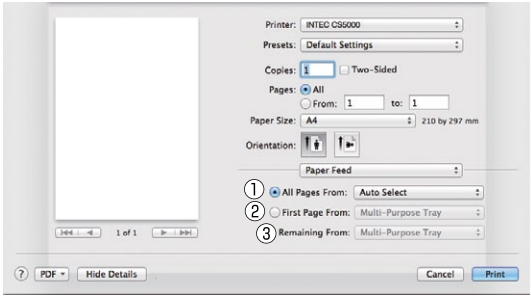 Printer: INTEC CS5000
Presets: Default Settings
Copies: 1 Two-Sided
Pages: All
From: 1 to: 1
Paper Size: A4 210 by 297 mm
Orientation:
Paper Feed
① All Pages From: Auto Select
② First Page From: Multi-Purpose Tray
③ Remaining From: Multi-Purpose Tray
1 of 1
? PDF Hide Details Cancel Print